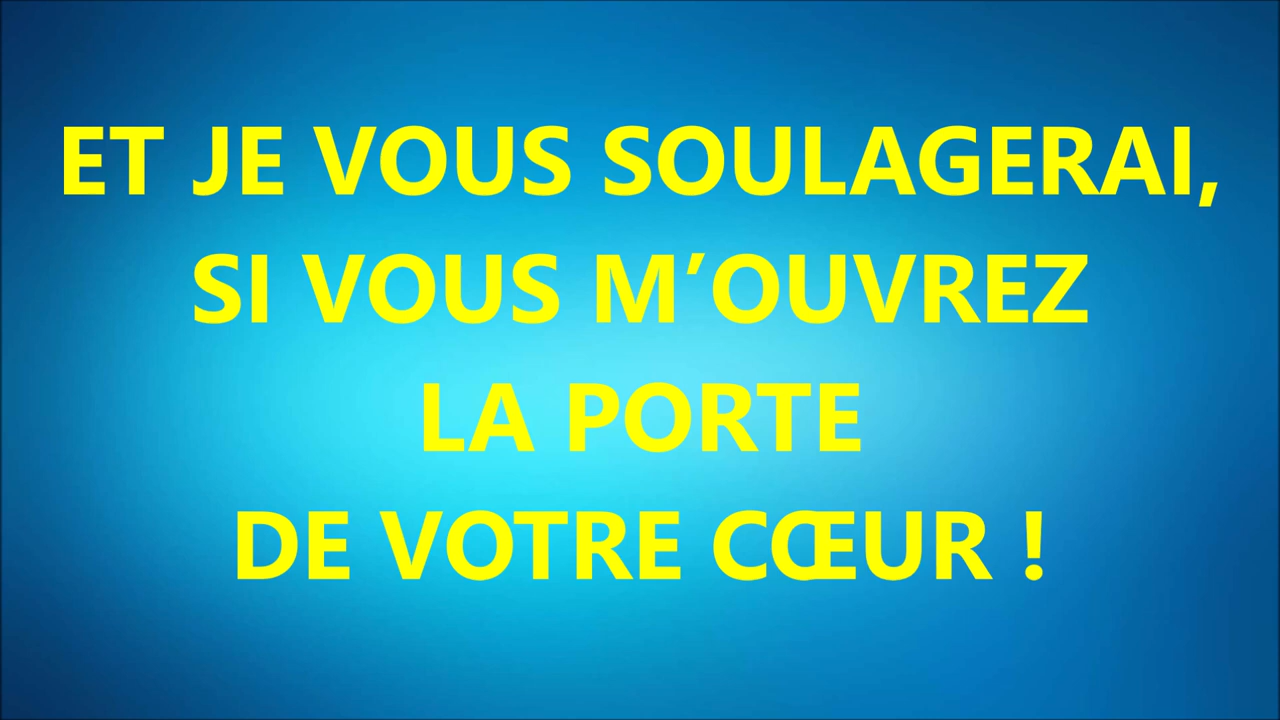 ET JE VOUS SOULAGERAI,
SI VOUS M’OUVREZ
LA PORTE
DE VOTRE CŒUR !